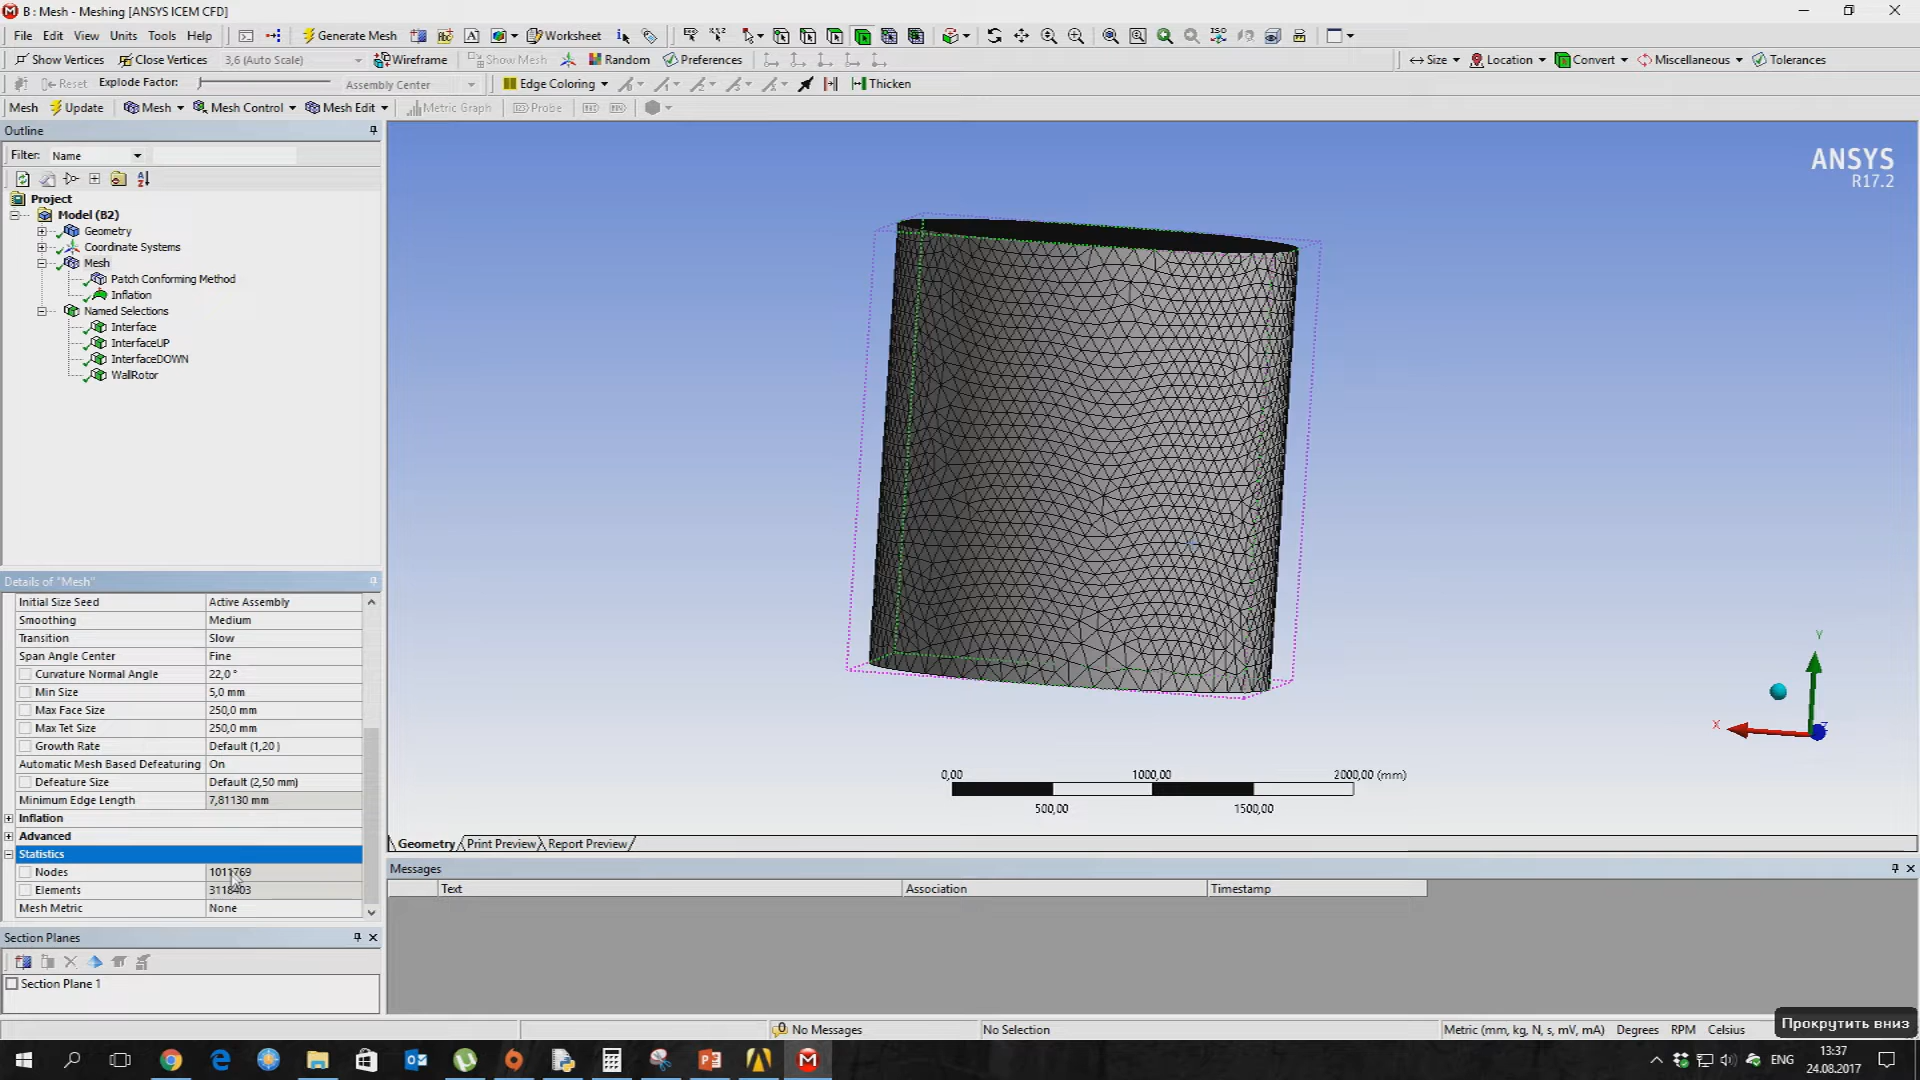 B : Mesh - Meshing [ANSYS ICEM CFD]
File Edit View Units Tools Help Generate Mesh Worksheet
Show Vertices Close Vertices 3,6 (Auto Scale) Wireframe Show Mesh Random Preferences Size Location Convert Miscellaneous Tolerances
Reset Explode Factor: Assembly Center Edge Coloring Thicken
Mesh Update Mesh Mesh Control Mesh Edit Metric Graph Probe
Outline
Filter: Name
Project
Model (B2)
Geometry
Coordinate Systems
Mesh
Patch Conforming Method
Inflation
Named Selections
Interface
InterfaceUP
InterfaceDOWN
WallRotor
ANSYS
R17.2
Details of "Mesh"
Initial Size Seed Active Assembly
Smoothing Medium
Transition Slow
Span Angle Center Fine
Curvature Normal Angle 22,0 °
Min Size 5,0 mm
Max Face Size 250,0 mm
Max Tet Size 250,0 mm
Growth Rate Default (1,20 )
Automatic Mesh Based Defeaturing On
Defeature Size Default (2,50 mm)
Minimum Edge Length 7,81130 mm
Inflation
Advanced
Statistics
Nodes 1011769
Elements 3118403
Mesh Metric None
Y
X
Z
0,00 1000,00 2000,00 (mm)
500,00 1500,00
Geometry Print Preview Report Preview
Messages
Text Association Timestamp
Section Planes
Section Plane 1
0 No Messages No Selection Metric (mm, kg, N, s, mV, mA) Degrees RPM Celsius
Прокрутить вниз
ENG
13:37
24.08.2017